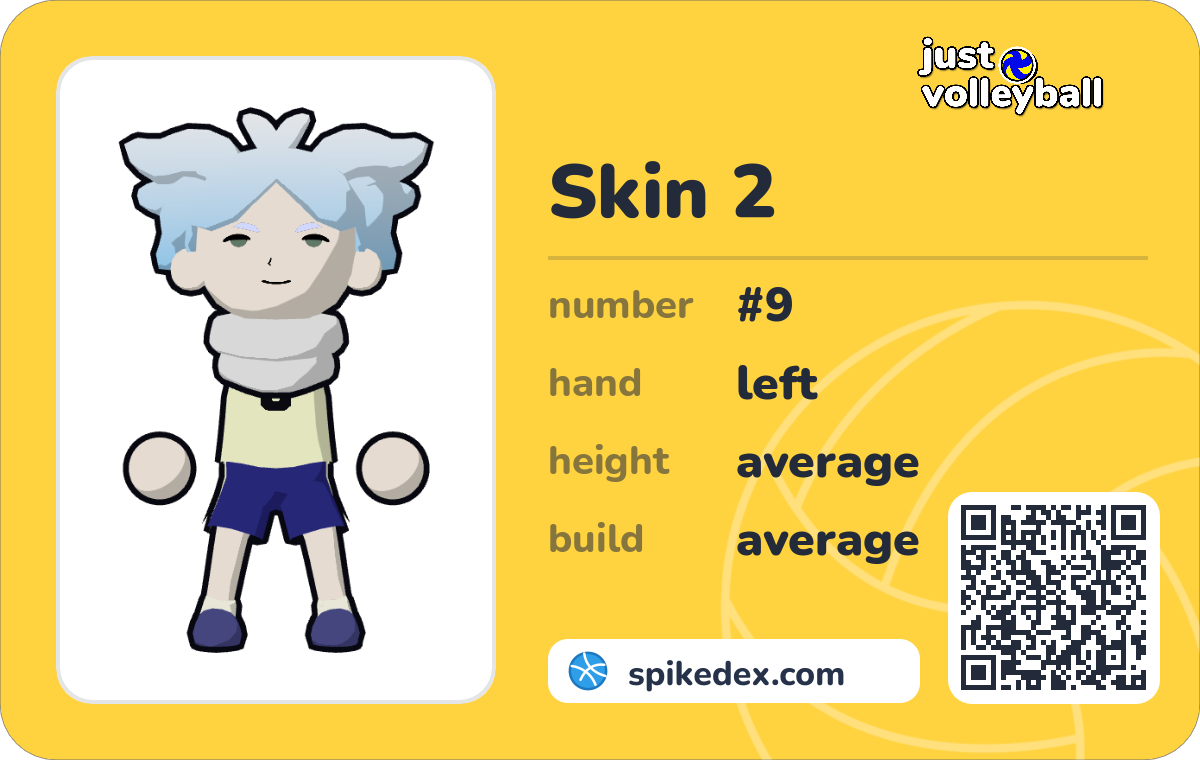 just
volleyball
Skin 2
number #9
hand left
height average
build average
spikedex.com